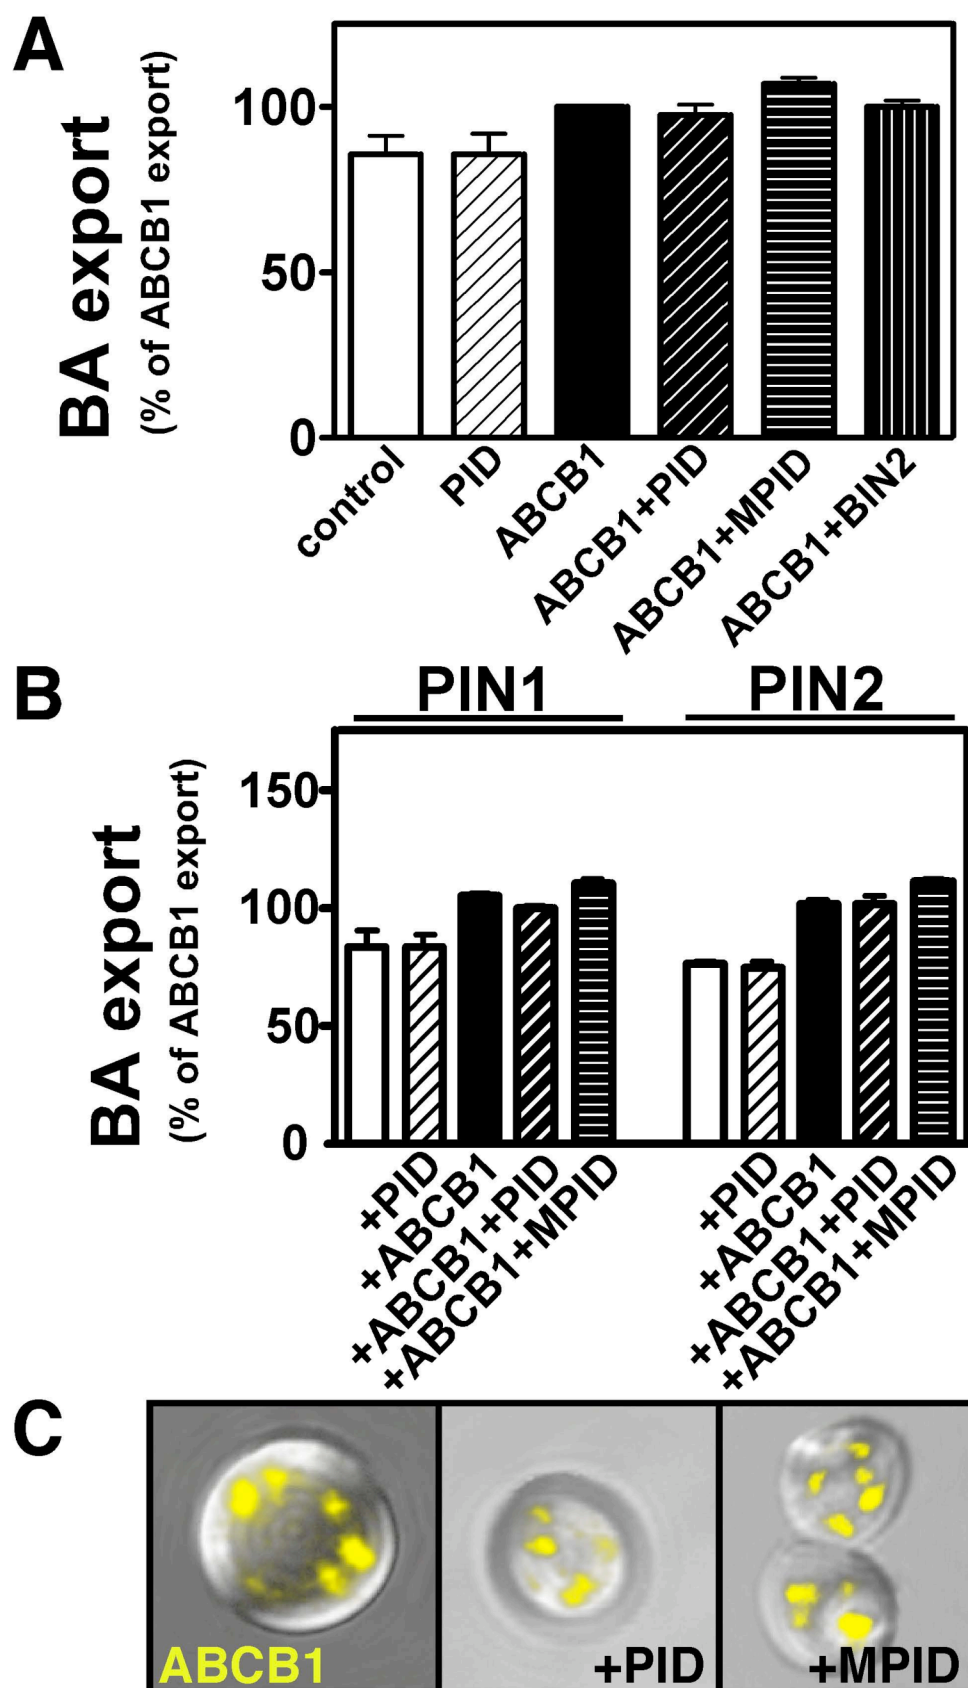 A
BA export
(% of ABCB1 export)
100
50
0
control
PID
ABCB1
ABCB1+PID
ABCB1+MPID
ABCB1+BIN2
B
PIN1
PIN2
BA export
(% of ABCB1 export)
150
100
50
0
+PID
+ABCB1
+ABCB1+PID
+ABCB1+MPID
+PID
+ABCB1
+ABCB1+PID
+ABCB1+MPID
C
ABCB1
+PID
+MPID